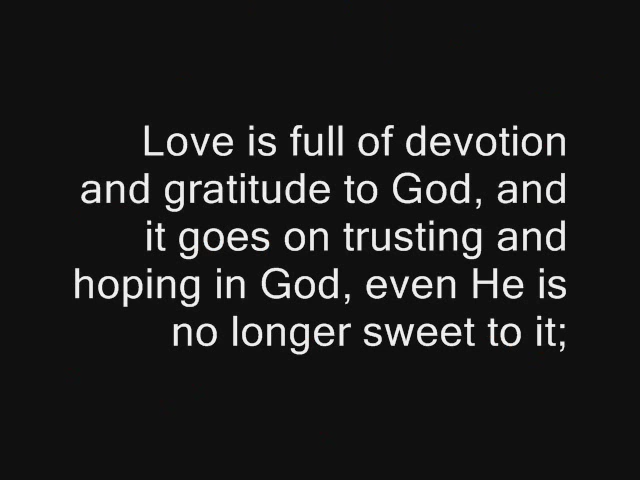 Love is full of devotion
and gratitude to God, and
it goes on trusting and
hoping in God, even He is
no longer sweet to it;